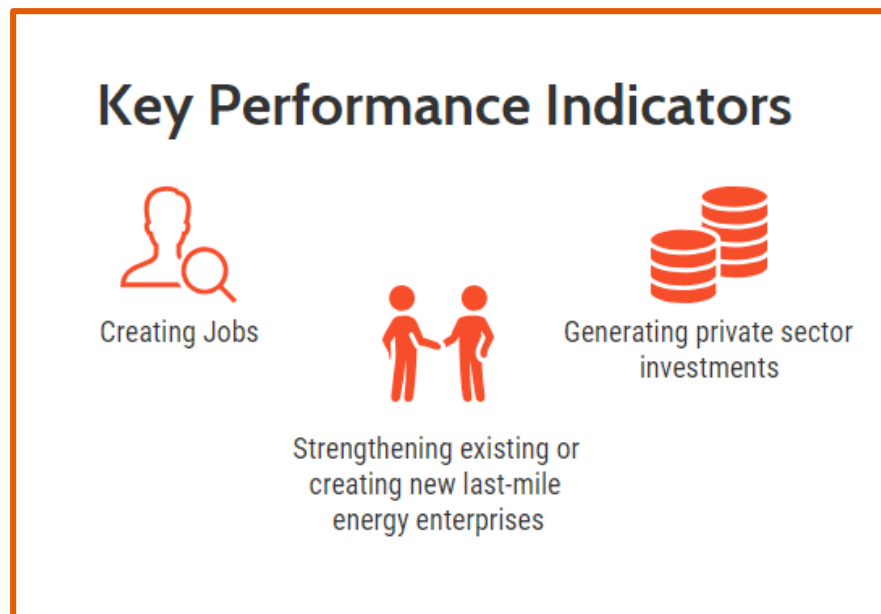 Key Performance Indicators
Creating Jobs
Strengthening existing or
creating new last-mile
energy enterprises
Generating private sector
investments